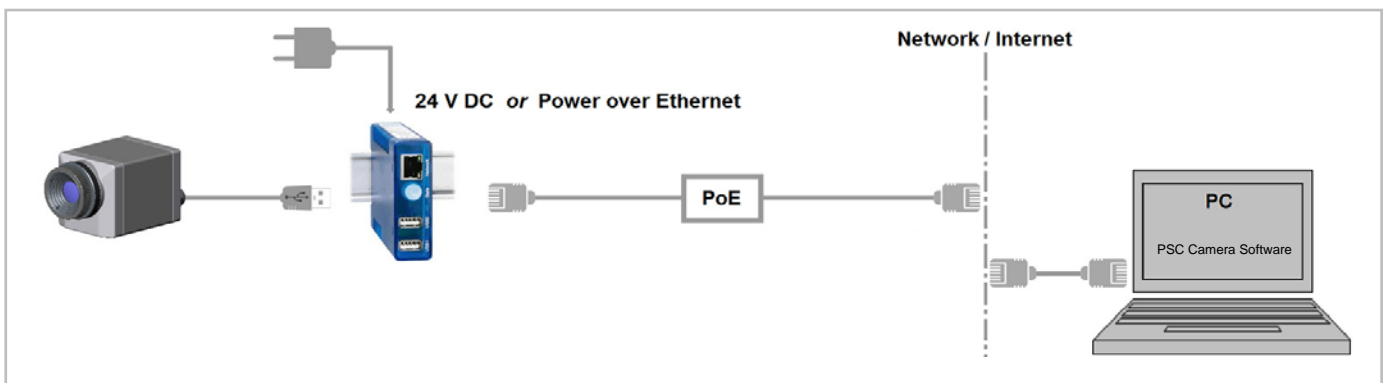 Network / Internet
24 V DC or Power over Ethernet
PoE
PC
PSC Camera Software